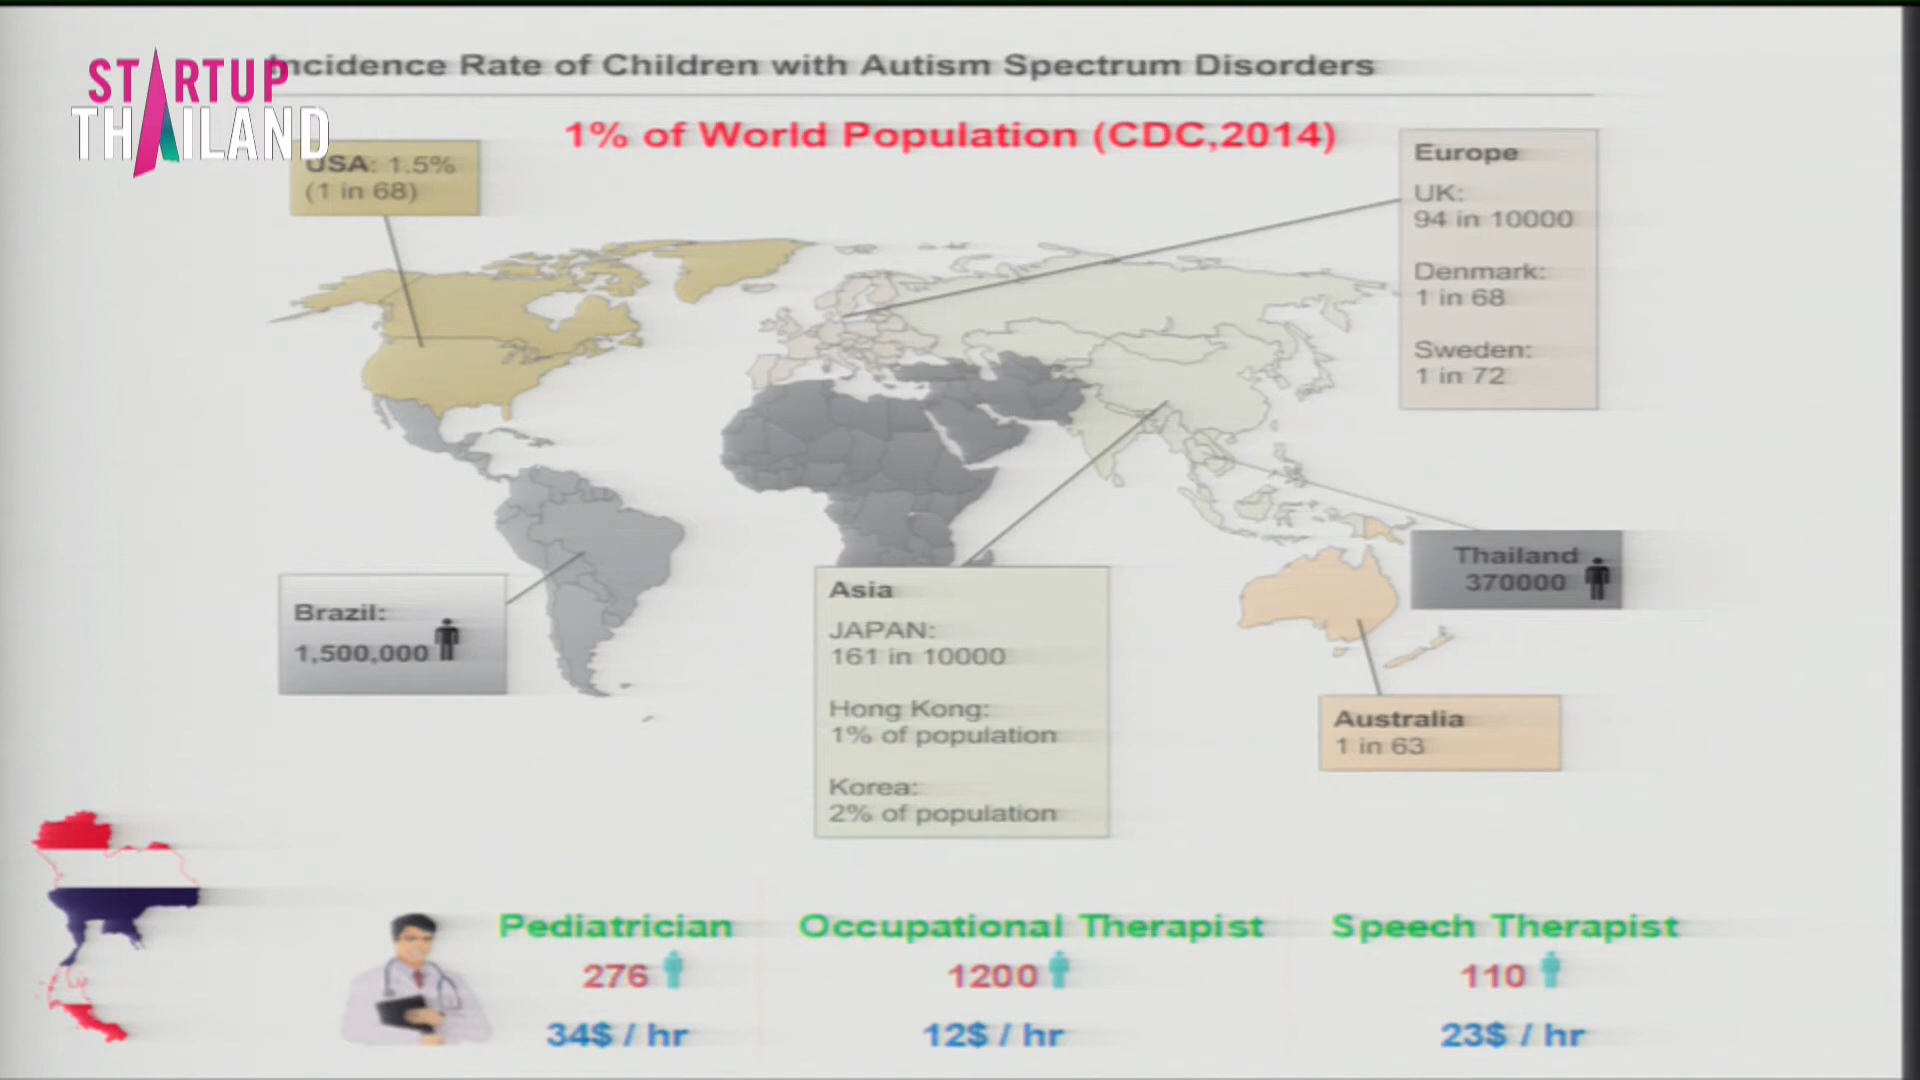 STARTUP
THAILAND
Incidence Rate of Children with Autism Spectrum Disorders
1% of World Population (CDC,2014)
USA: 1.5%
(1 in 68)
Europe
UK:
94 in 10000
Denmark:
1 in 68
Sweden:
1 in 72
Thailand
370000
Brazil:
1,500,000
Asia
JAPAN:
161 in 10000
Hong Kong:
1% of population
Korea:
2% of population
Australia
1 in 63
Pediatrician
276
34$ / hr
Occupational Therapist
1200
12$ / hr
Speech Therapist
110
23$ / hr